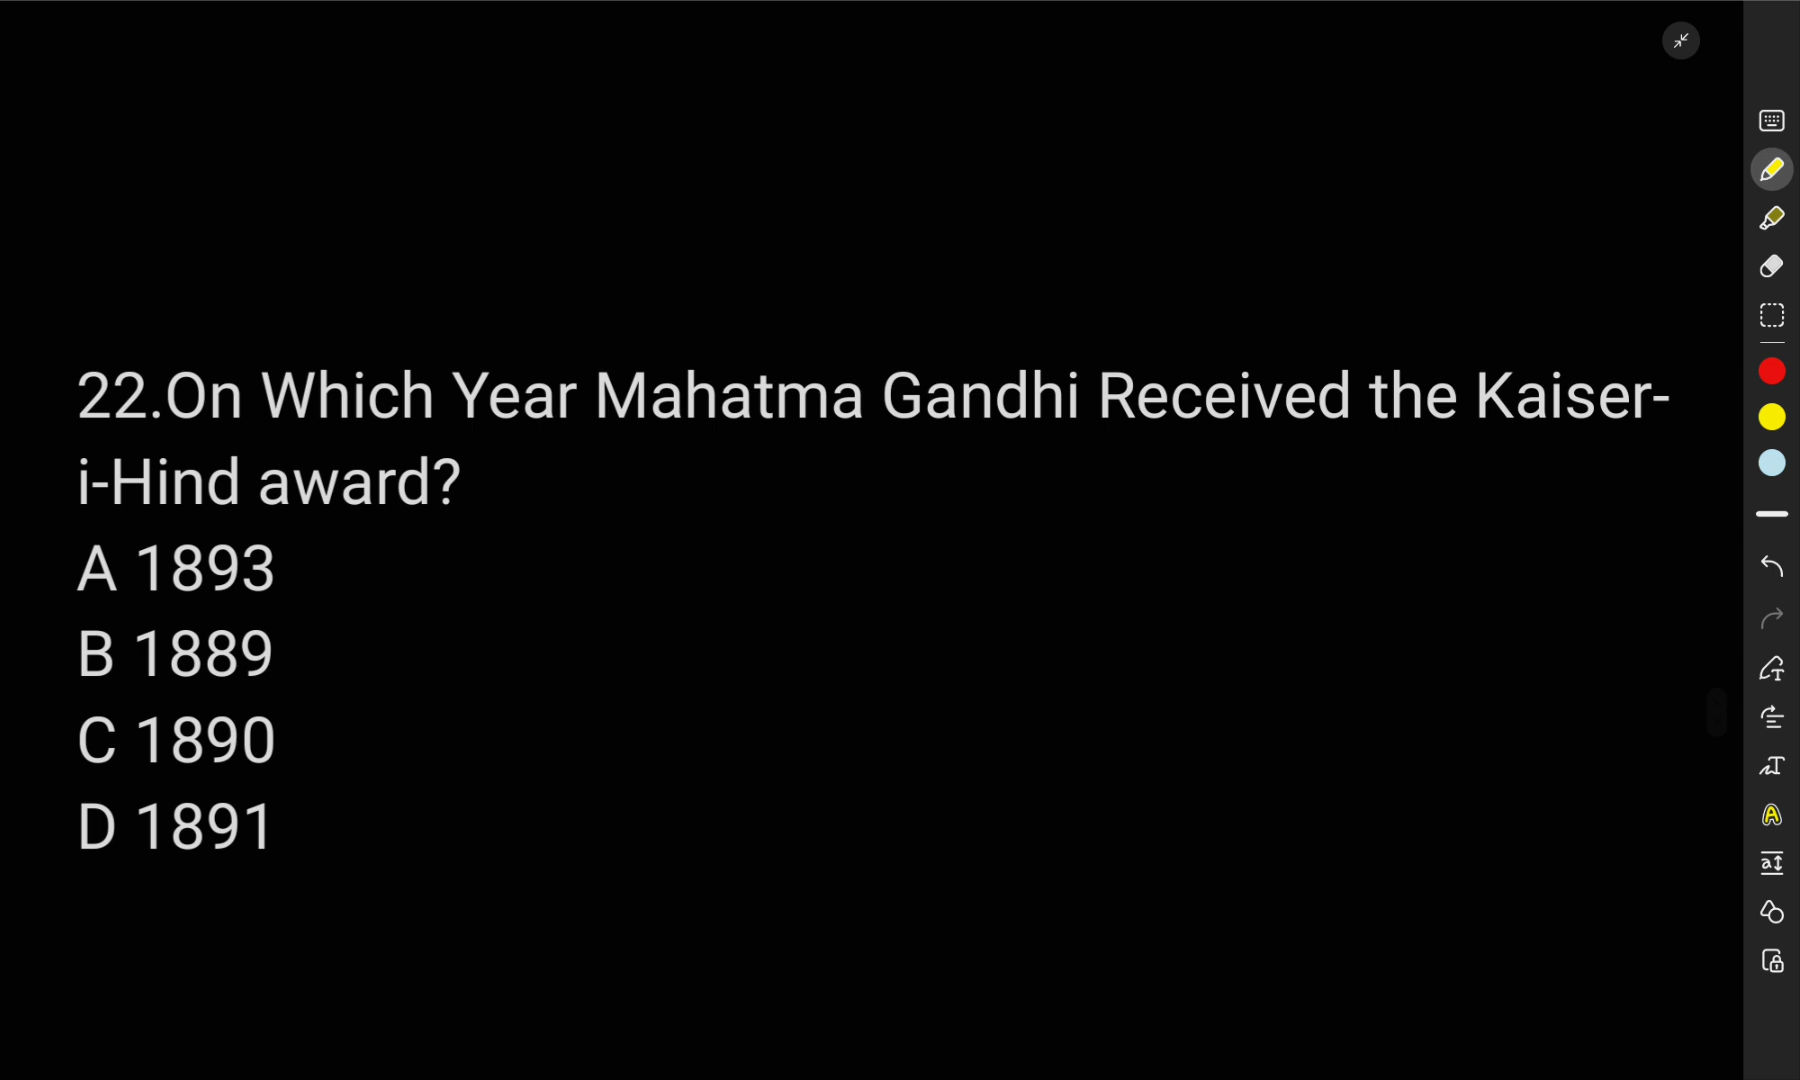 22.On Which Year Mahatma Gandhi Received the Kaiser-
i-Hind award?
A 1893
B 1889
C 1890
D 1891